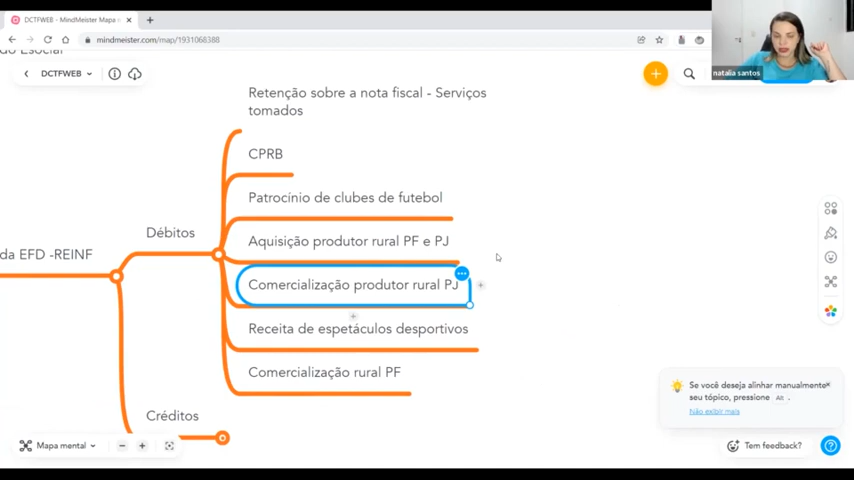 DCTFWEB - MindMeister Mapa m
mindmeister.com/map/1931068388
natalia santos
do Esocial
DCTFWEB
Retenção sobre a nota fiscal - Serviços
tomados
CPRB
Patrocínio de clubes de futebol
Débitos
Aquisição produtor rural PF e PJ
da EFD -REINF
Comercialização produtor rural PJ
Receita de espetáculos desportivos
Comercialização rural PF
Créditos
Se você deseja alinhar manualmente
seu tópico, pressione Alt .
Não exibir mais
Mapa mental
Tem feedback?